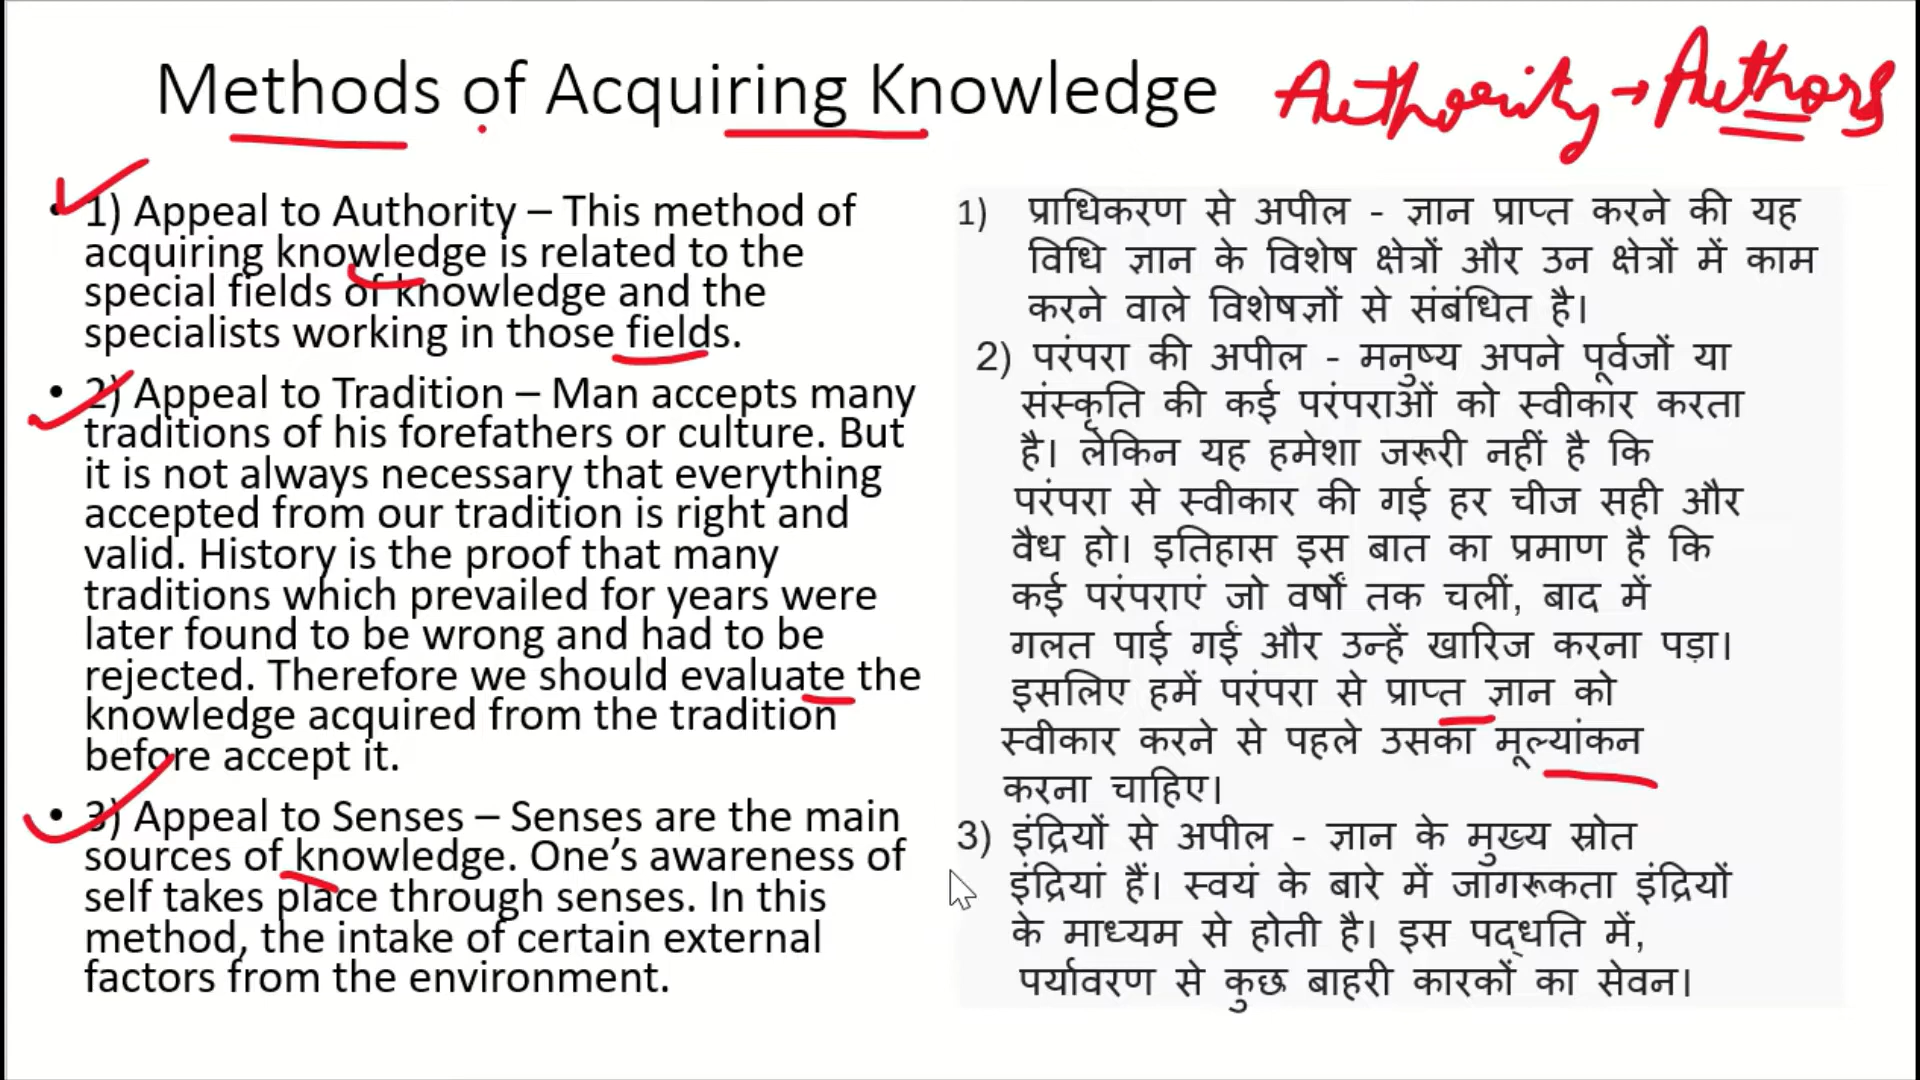 Methods of Acquiring Knowledge
Authority → Authors
• 1) Appeal to Authority – This method of
acquiring knowledge is related to the
special fields of knowledge and the
specialists working in those fields.
• 2) Appeal to Tradition – Man accepts many
traditions of his forefathers or culture. But
it is not always necessary that everything
accepted from our tradition is right and
valid. History is the proof that many
traditions which prevailed for years were
later found to be wrong and had to be
rejected. Therefore we should evaluate the
knowledge acquired from the tradition
before accept it.
• 3) Appeal to Senses – Senses are the main
sources of knowledge. One’s awareness of
self takes place through senses. In this
method, the intake of certain external
factors from the environment.
1) प्राधिकरण से अपील - ज्ञान प्राप्त करने की यह
विधि ज्ञान के विशेष क्षेत्रों और उन क्षेत्रों में काम
करने वाले विशेषज्ञों से संबंधित है।
2) परंपरा की अपील - मनुष्य अपने पूर्वजों या
संस्कृति की कई परंपराओं को स्वीकार करता
है। लेकिन यह हमेशा जरूरी नहीं है कि
परंपरा से स्वीकार की गई हर चीज सही और
वैध हो। इतिहास इस बात का प्रमाण है कि
कई परंपराएं जो वर्षों तक चलीं, बाद में
गलत पाई गईं और उन्हें खारिज करना पड़ा।
इसलिए हमें परंपरा से प्राप्त ज्ञान को
स्वीकार करने से पहले उसका मूल्यांकन
करना चाहिए।
3) इंद्रियों से अपील - ज्ञान के मुख्य स्रोत
इंद्रियां हैं। स्वयं के बारे में जागरूकता इंद्रियों
के माध्यम से होती है। इस पद्धति में,
पर्यावरण से कुछ बाहरी कारकों का सेवन।